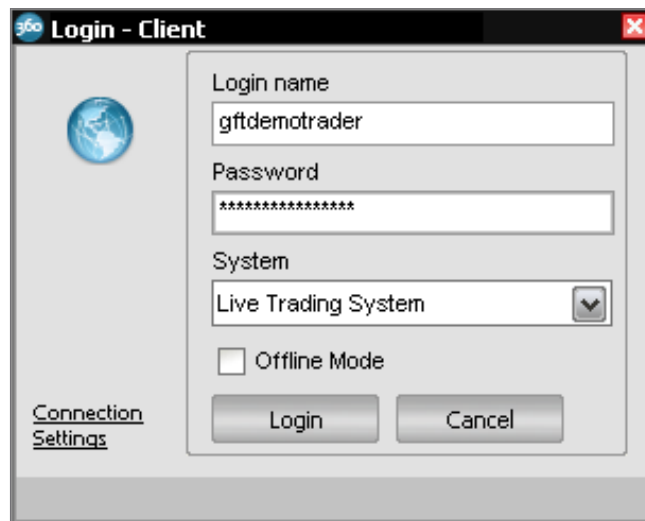 360 Login - Client
Login name
gftdemotrader
Password
****************
System
Live Trading System
Offline Mode
Connection
Settings
Login Cancel